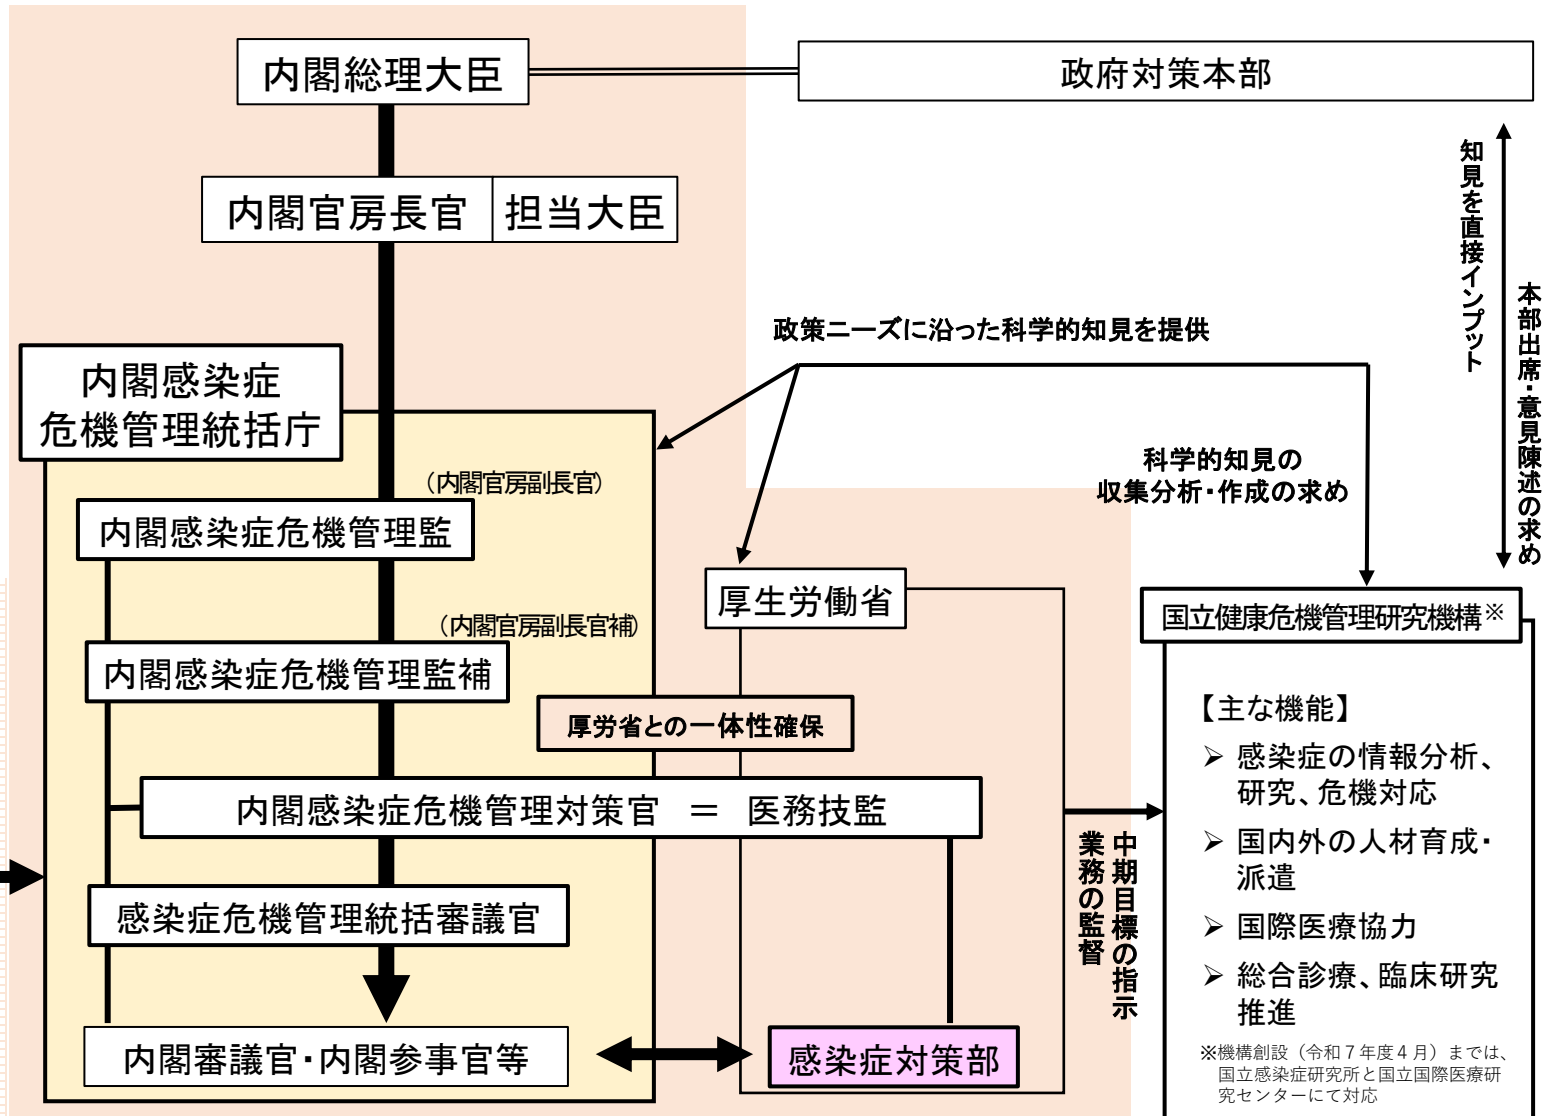 内閣総理大臣
政府対策本部
内閣官房長官
担当大臣
知見を直接インプット
本部出席・意見陳述の求め
政策ニーズに沿った科学的知見を提供
内閣感染症
危機管理統括庁
科学的知見の
収集分析・作成の求め
（内閣官房副長官）
内閣感染症危機管理監
厚生労働省
国立健康危機管理研究機構※
（内閣官房副長官補）
内閣感染症危機管理監補
厚労省との一体性確保
【主な機能】
➢ 感染症の情報分析、
研究、危機対応
➢ 国内外の人材育成・
派遣
➢ 国際医療協力
➢ 総合診療、臨床研究
推進
内閣感染症危機管理対策官 ＝ 医務技監
中期目標の指示
業務の監督
感染症危機管理統括審議官
内閣審議官・内閣参事官等
感染症対策部
※機構創設（令和７年度４月）までは、
国立感染症研究所と国立国際医療研
究センターにて対応